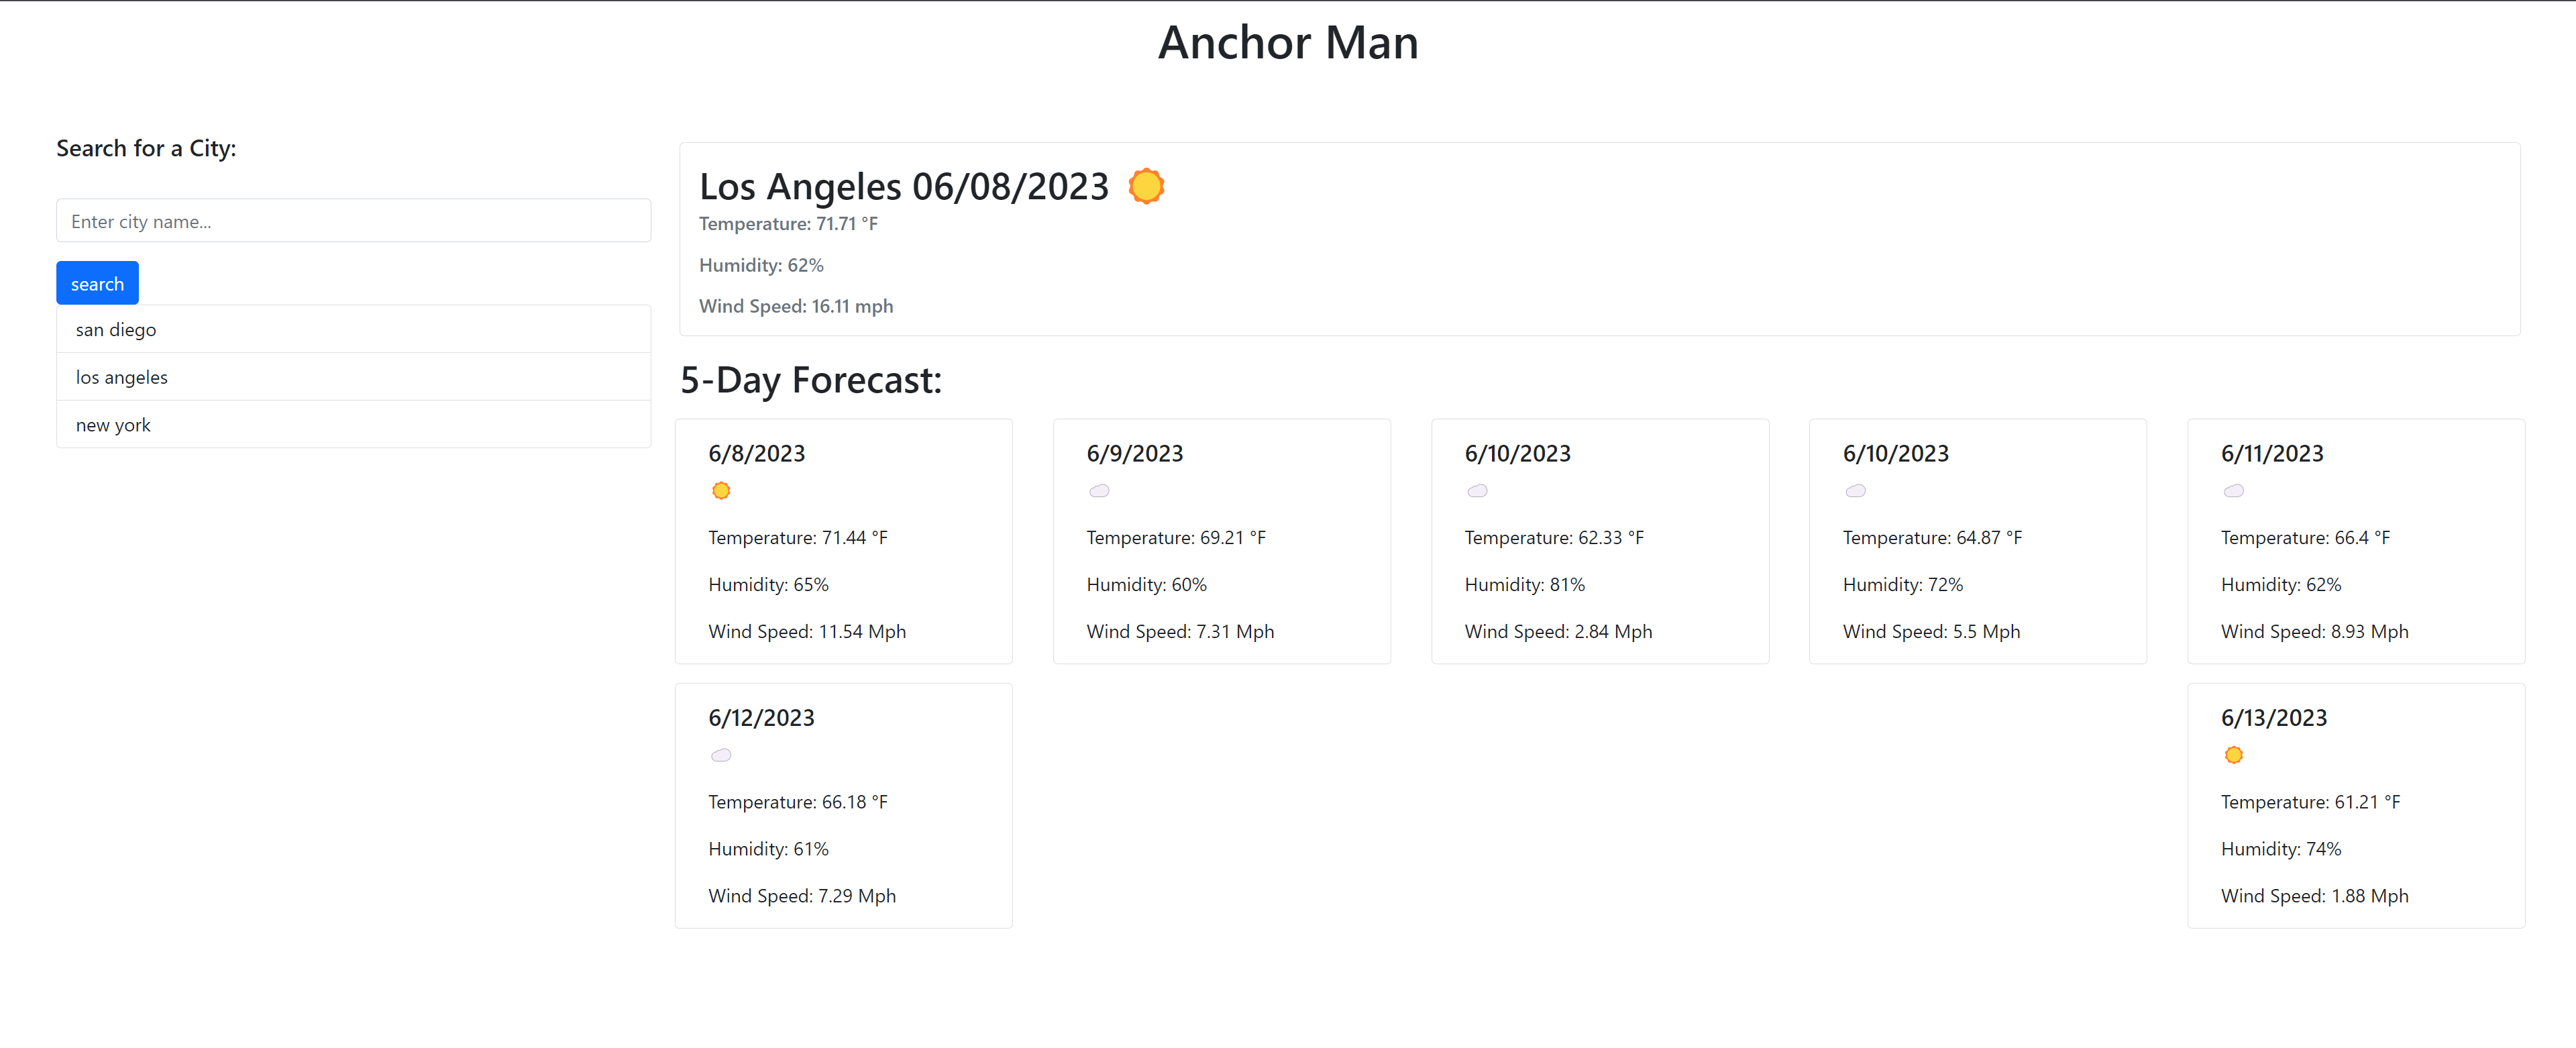 Anchor Man
Search for a City:
Enter city name...
search
san diego
los angeles
new york
Los Angeles 06/08/2023
Temperature: 71.71 °F
Humidity: 62%
Wind Speed: 16.11 mph
5-Day Forecast:
6/8/2023
Temperature: 71.44 °F
Humidity: 65%
Wind Speed: 11.54 Mph
6/9/2023
Temperature: 69.21 °F
Humidity: 60%
Wind Speed: 7.31 Mph
6/10/2023
Temperature: 62.33 °F
Humidity: 81%
Wind Speed: 2.84 Mph
6/10/2023
Temperature: 64.87 °F
Humidity: 72%
Wind Speed: 5.5 Mph
6/11/2023
Temperature: 66.4 °F
Humidity: 62%
Wind Speed: 8.93 Mph
6/12/2023
Temperature: 66.18 °F
Humidity: 61%
Wind Speed: 7.29 Mph
6/13/2023
Temperature: 61.21 °F
Humidity: 74%
Wind Speed: 1.88 Mph